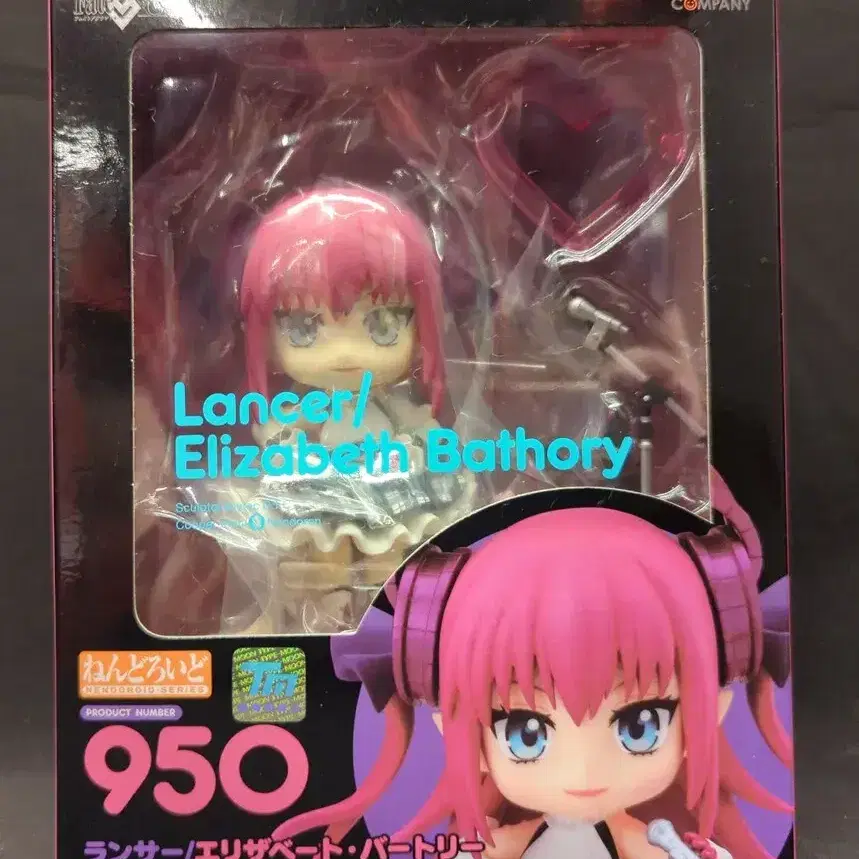 Fate
COMPANY
Lancer/
Elizabeth Bathory
ねんどろいど
NENDOROID-SERIES
PRODUCT NUMBER
950
ランサー/エリザベート・バートリー